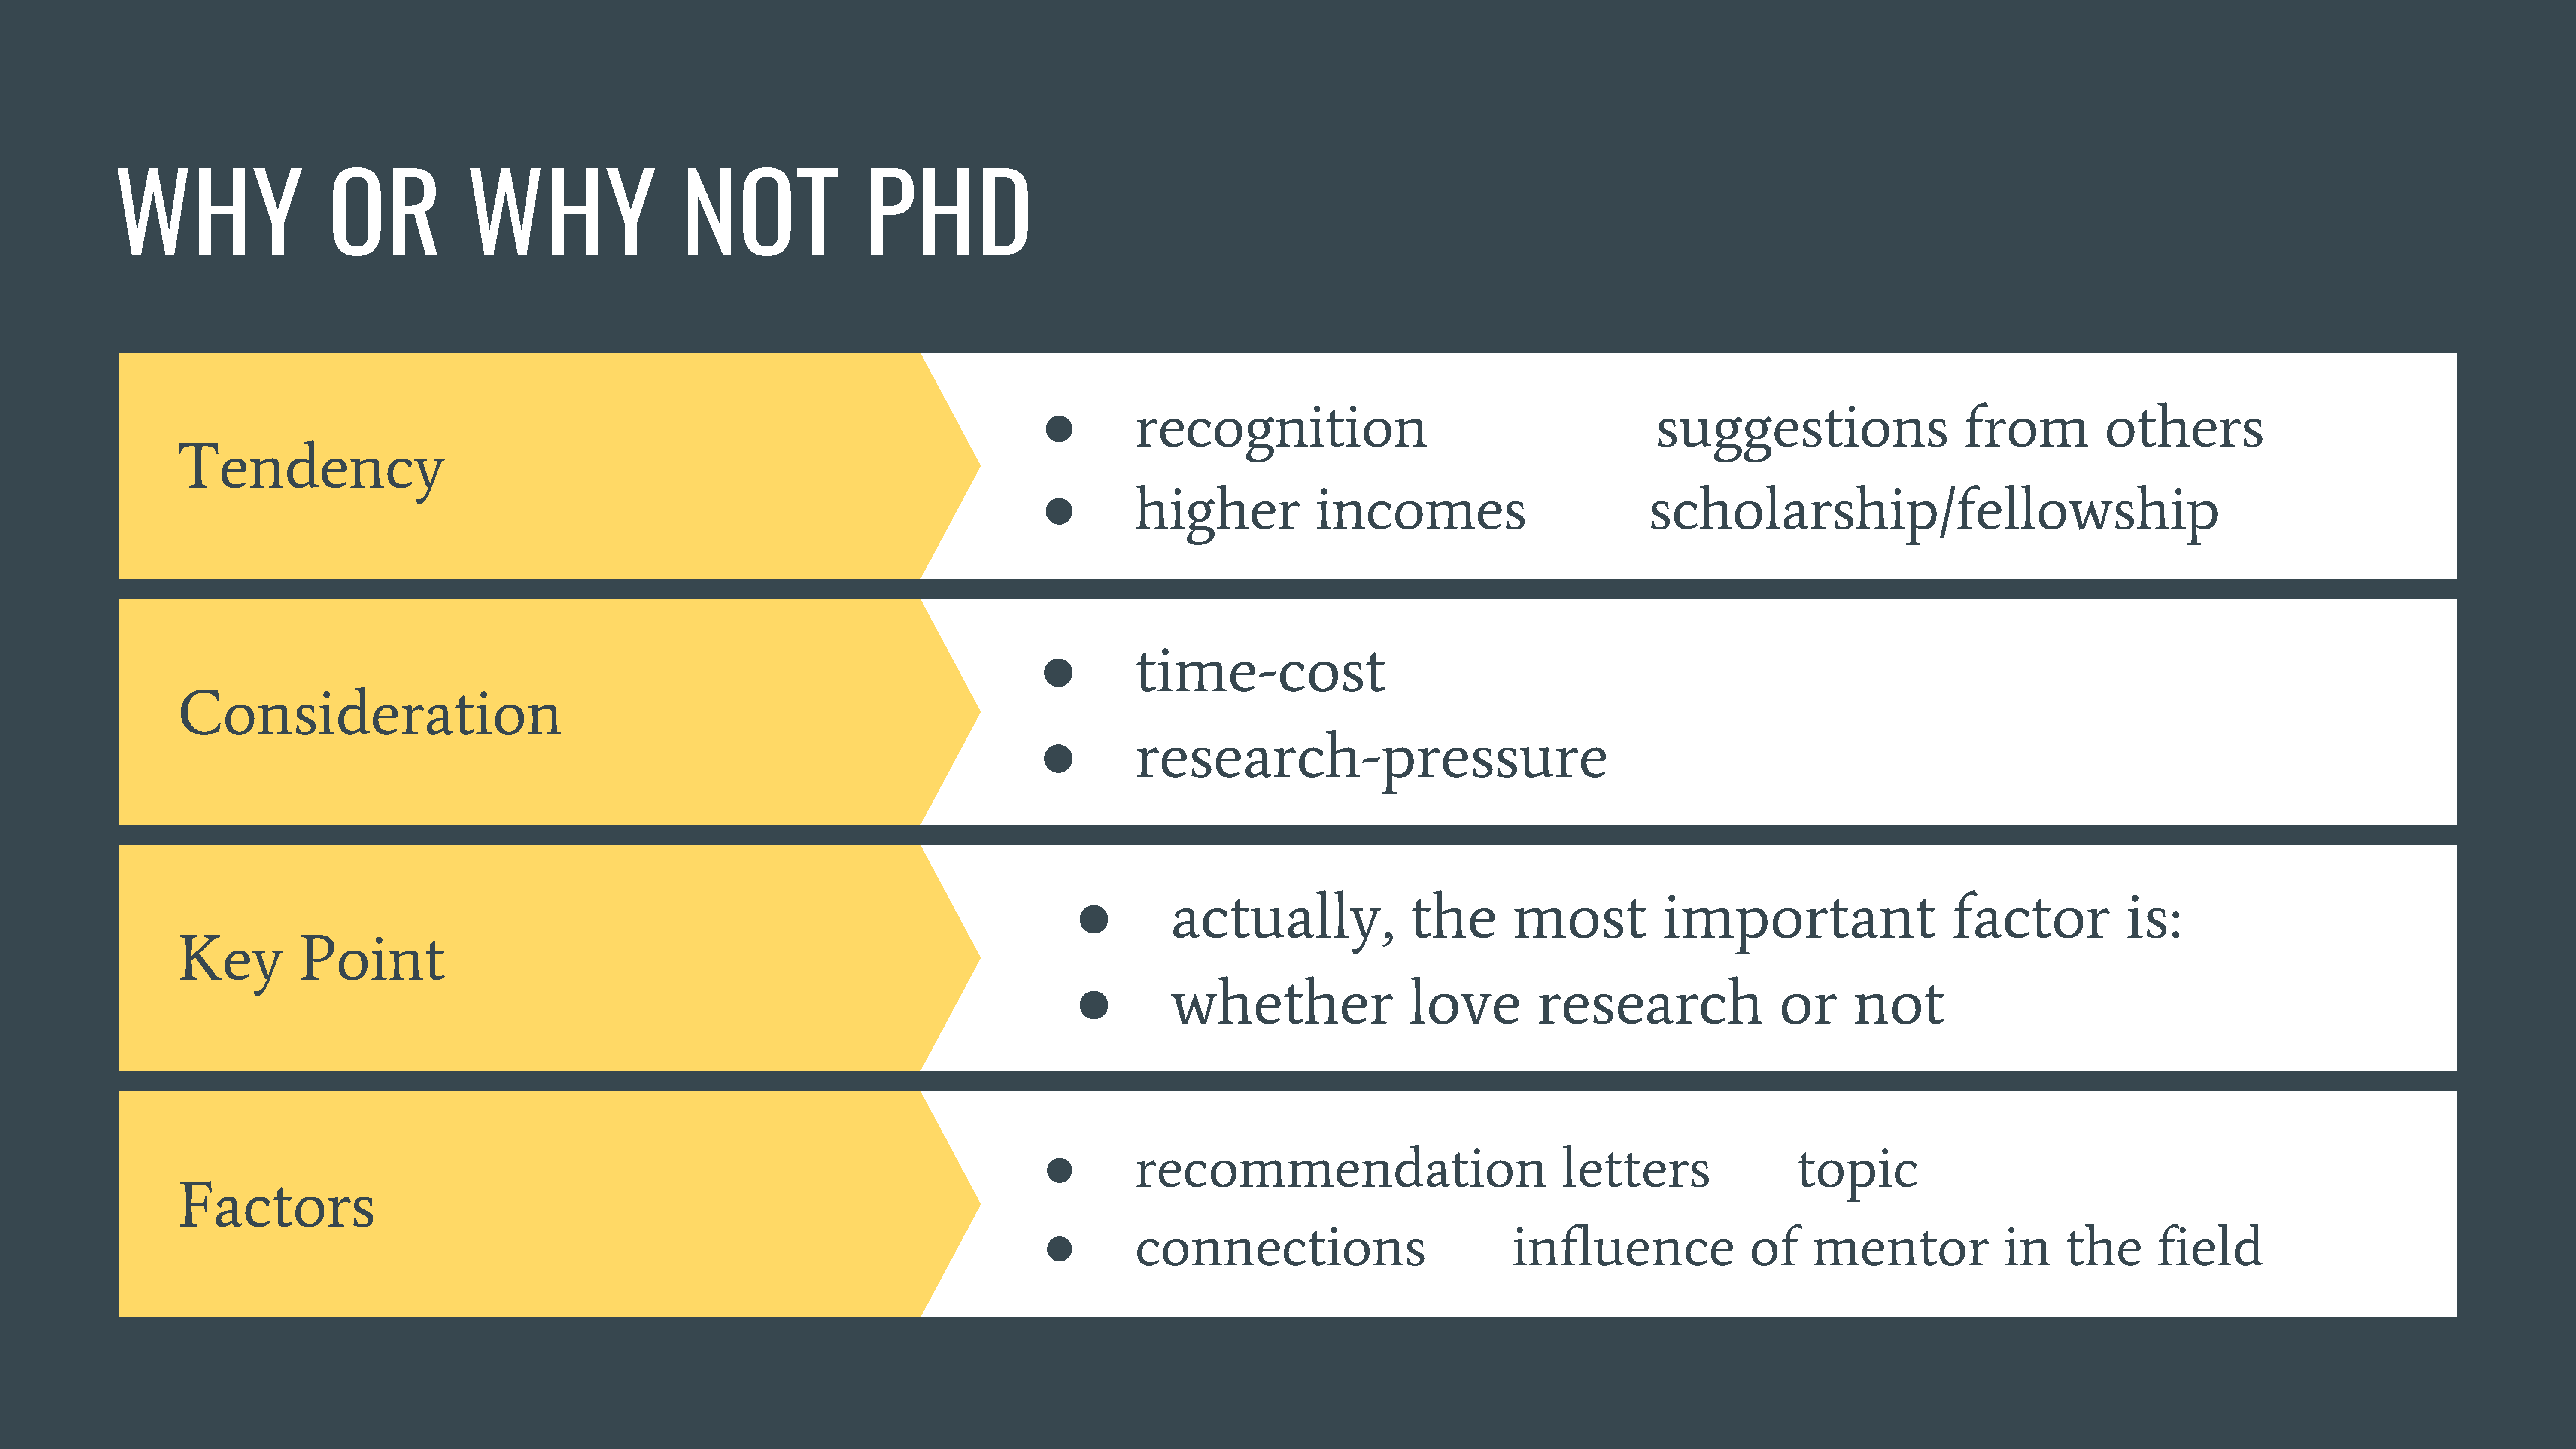 WHY OR WHY NOT PHD
Tendency
● recognition suggestions from others
● higher incomes scholarship/fellowship
Consideration
● time-cost
● research-pressure
Key Point
● actually, the most important factor is:
● whether love research or not
Factors
● recommendation letters topic
● connections influence of mentor in the field